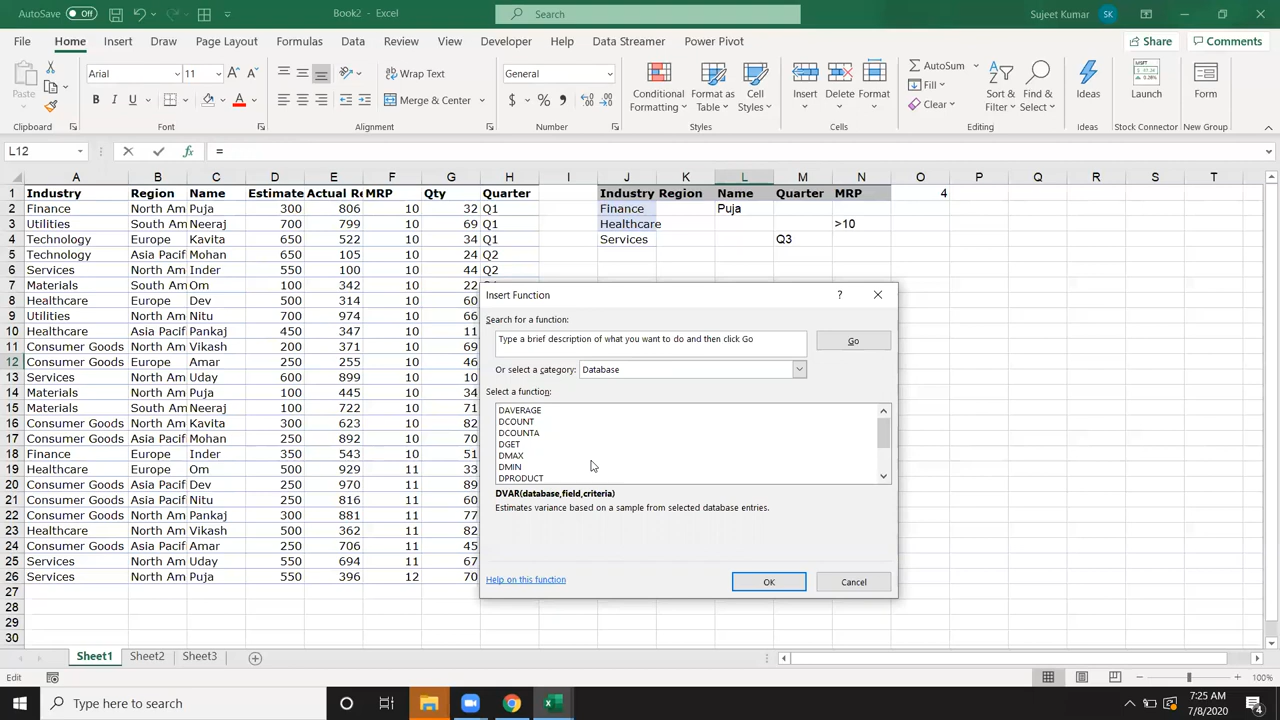 AutoSave Off Book2 - Excel Search Sujeet Kumar SK
File Home Insert Draw Page Layout Formulas Data Review View Developer Help Data Streamer Power Pivot Share Comments
Paste Arial 11 Wrap Text General Conditional Formatting Format as Table Cell Styles Insert Delete Format AutoSum Fill Clear Sort & Filter Find & Select Ideas Launch Form
B I U Merge & Center $ % 9
Clipboard Font Alignment Number Styles Cells Editing Ideas Stock Connector New Group
L12 fx =
A B C D E F G H I J K L M N O P Q R S T
1 Industry Region Name Estimate Actual Re MRP Qty Quarter Industry Region Name Quarter MRP 4
2 Finance North Am Puja 300 806 10 32 Q1 Finance Puja
3 Utilities South Am Neeraj 700 799 10 69 Q1 Healthcare >10
4 Technology Europe Kavita 650 522 10 34 Q1 Services Q3
5 Technology Asia Pacif Mohan 650 105 10 24 Q2
6 Services North Am Inder 550 100 10 44 Q2
7 Materials South Am Om 100 342 10 22
8 Healthcare Europe Dev 500 314 10 60
9 Utilities North Am Nitu 700 974 10 66
10 Healthcare Asia Pacif Pankaj 450 347 10 11
11 Consumer Goods North Am Vikash 200 371 10 69
12 Consumer Goods Europe Amar 250 255 10 46
13 Services North Am Uday 600 899 10 10
14 Materials North Am Puja 100 445 10 34
15 Materials South Am Neeraj 100 722 10 71
16 Consumer Goods North Am Kavita 300 623 10 82
17 Consumer Goods Asia Pacif Mohan 250 892 10 70
18 Finance Europe Inder 350 543 10 51
19 Healthcare Europe Om 500 929 11 33
20 Consumer Goods Asia Pacif Dev 250 821 11 65
21 Consumer Goods Asia Pacif Nitu 250 816 11 60
22 Consumer Goods North Am Pankaj 300 881 11 77
23 Healthcare Europe Vikash 500 362 11 82
24 Consumer Goods Asia Pacif Amar 250 706 11 45
25 Services North Am Uday 550 694 11 67
26 Services North Am Puja 550 396 12 70
27
28
29
30
Insert Function ?
Search for a function:
Type a brief description of what you want to do and then click Go
Go
Or select a category: Database
Select a function:
DAVERAGE
DCOUNT
DCOUNTA
DGET
DMAX
DMIN
DPRODUCT
DVAR(database,field,criteria)
Estimates variance based on a sample from selected database entries.
Help on this function OK Cancel
Sheet1 Sheet2 Sheet3
Edit 100%
Type here to search 7:25 AM
7/8/2020